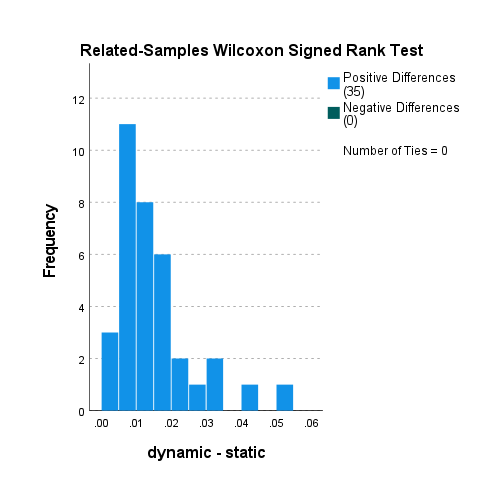 Related-Samples Wilcoxon Signed Rank Test
Positive Differences
(35)
Negative Differences
(0)
Number of Ties = 0
Frequency
12
10
8
6
4
2
0
.00 .01 .02 .03 .04 .05 .06
dynamic - static